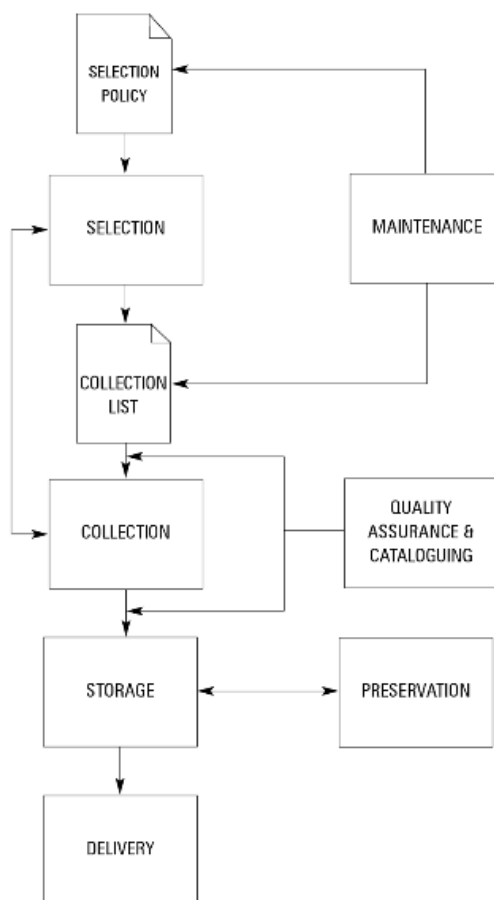 SELECTION
POLICY
SELECTION
MAINTENANCE
COLLECTION
LIST
COLLECTION
QUALITY
ASSURANCE &
CATALOGUING
STORAGE
PRESERVATION
DELIVERY